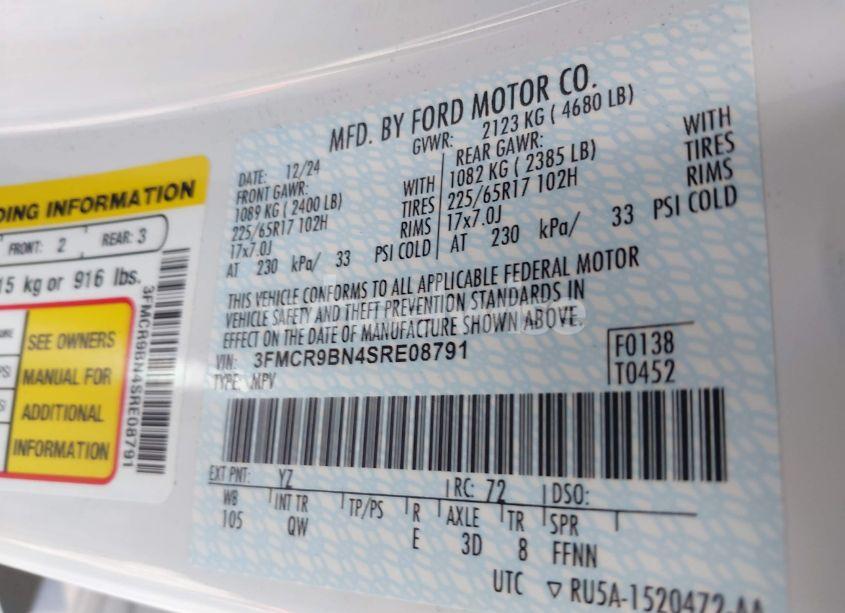 DING INFORMATION
FRONT: 2 REAR: 3
15 kg or 916 lbs.
SEE OWNERS
MANUAL FOR
ADDITIONAL
INFORMATION
3FMCR9BN4SRE08791
MFD. BY FORD MOTOR CO.
DATE: 12/24 GVWR: 2123 KG ( 4680 LB)
FRONT GAWR: REAR GAWR:
1089 KG ( 2400 LB) WITH 1082 KG ( 2385 LB) WITH
225/65R17 102H TIRES 225/65R17 102H TIRES
17x7.0J RIMS 17x7.0J RIMS
AT 230 kPa/ 33 PSI COLD AT 230 kPa/ 33 PSI COLD
THIS VEHICLE CONFORMS TO ALL APPLICABLE FEDERAL MOTOR
VEHICLE SAFETY AND THEFT PREVENTION STANDARDS IN
EFFECT ON THE DATE OF MANUFACTURE SHOWN ABOVE.
VIN: 3FMCR9BN4SRE08791 F0138
TYPE: MPV T0452
EXT PNT: YZ RC: 72 DSO:
WB INT TR TP/PS R AXLE TR SPR
105 QW E 3D 8 FFNN
UTC ▽ RU5A-1520472-AA